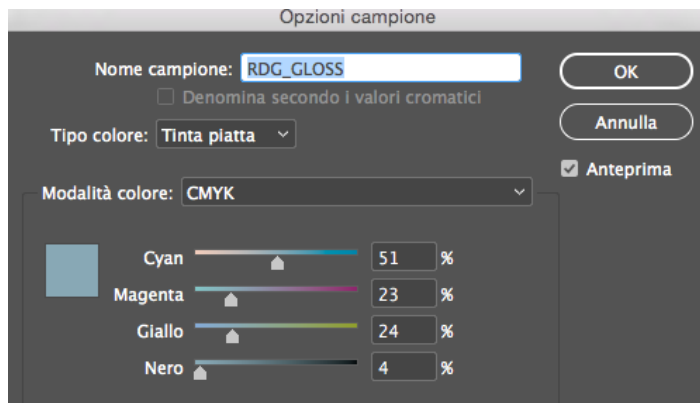 Opzioni campione
Nome campione: RDG_GLOSS
OK
Denomina secondo i valori cromatici
Annulla
Tipo colore: Tinta piatta
Anteprima
Modalità colore: CMYK
Cyan 51 %
Magenta 23 %
Giallo 24 %
Nero 4 %